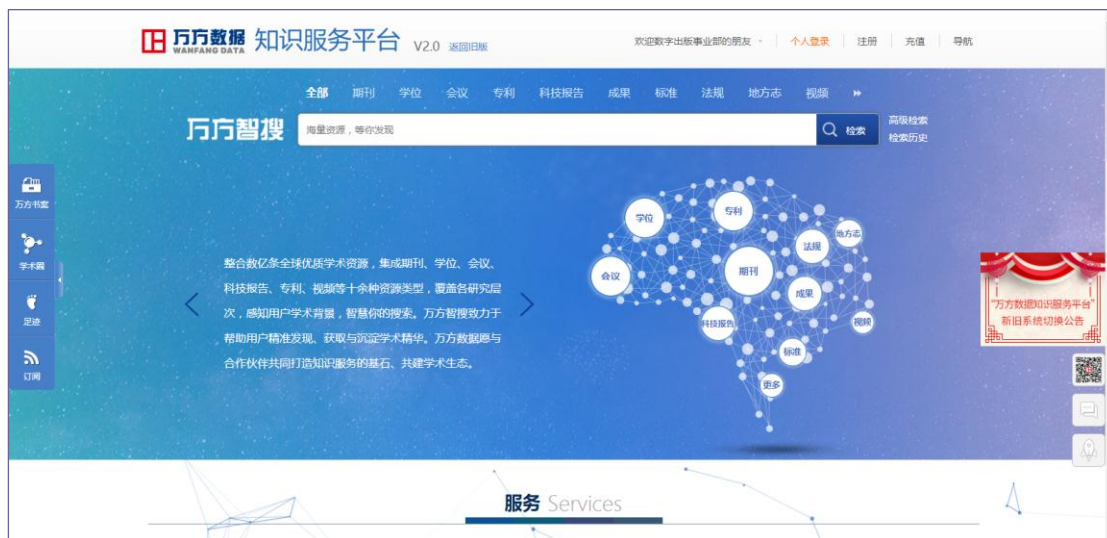 万方数据 知识服务平台 V2.0 返回旧版
WANFANG DATA
欢迎数字出版事业部的朋友 个人登录 注册 充值 导航
全部 期刊 学位 会议 专利 科技报告 成果 标准 法规 地方志 视频
万方智搜 海量资源，等你发现 检索
高级检索
检索历史
万方书案
学术圈
足迹
订阅
整合数亿条全球优质学术资源，集成期刊、学位、会议、
科技报告、专利、视频等十余种资源类型，覆盖各研究层
次，感知用户学术背景，智慧你的搜索。万方智搜致力于
帮助用户精准发现、获取与沉淀学术精华。万方数据愿与
合作伙伴共同打造知识服务的基石、共建学术生态。
学位
专利
地方志
法规
会议
期刊
成果
科技报告
视频
标准
更多
"万方数据知识服务平台"
新旧系统切换公告
服务 Services